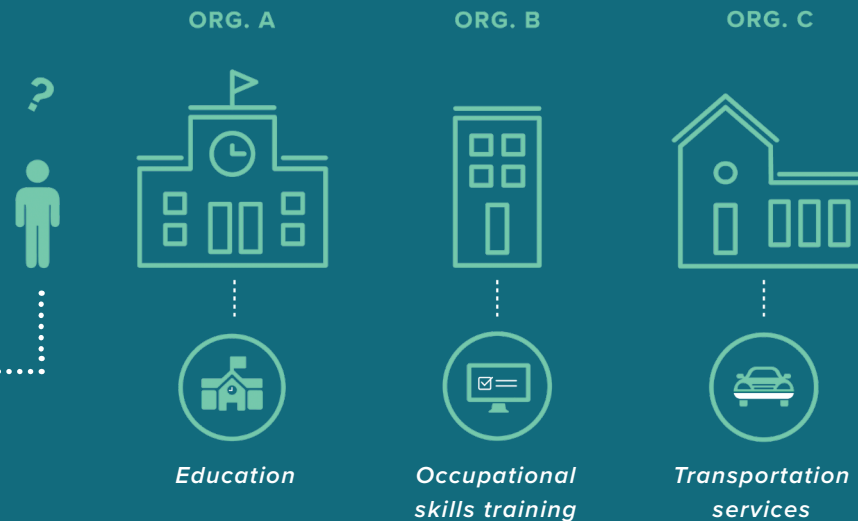 ORG. A
ORG. B
ORG. C
?
Education
Occupational
skills training
Transportation
services